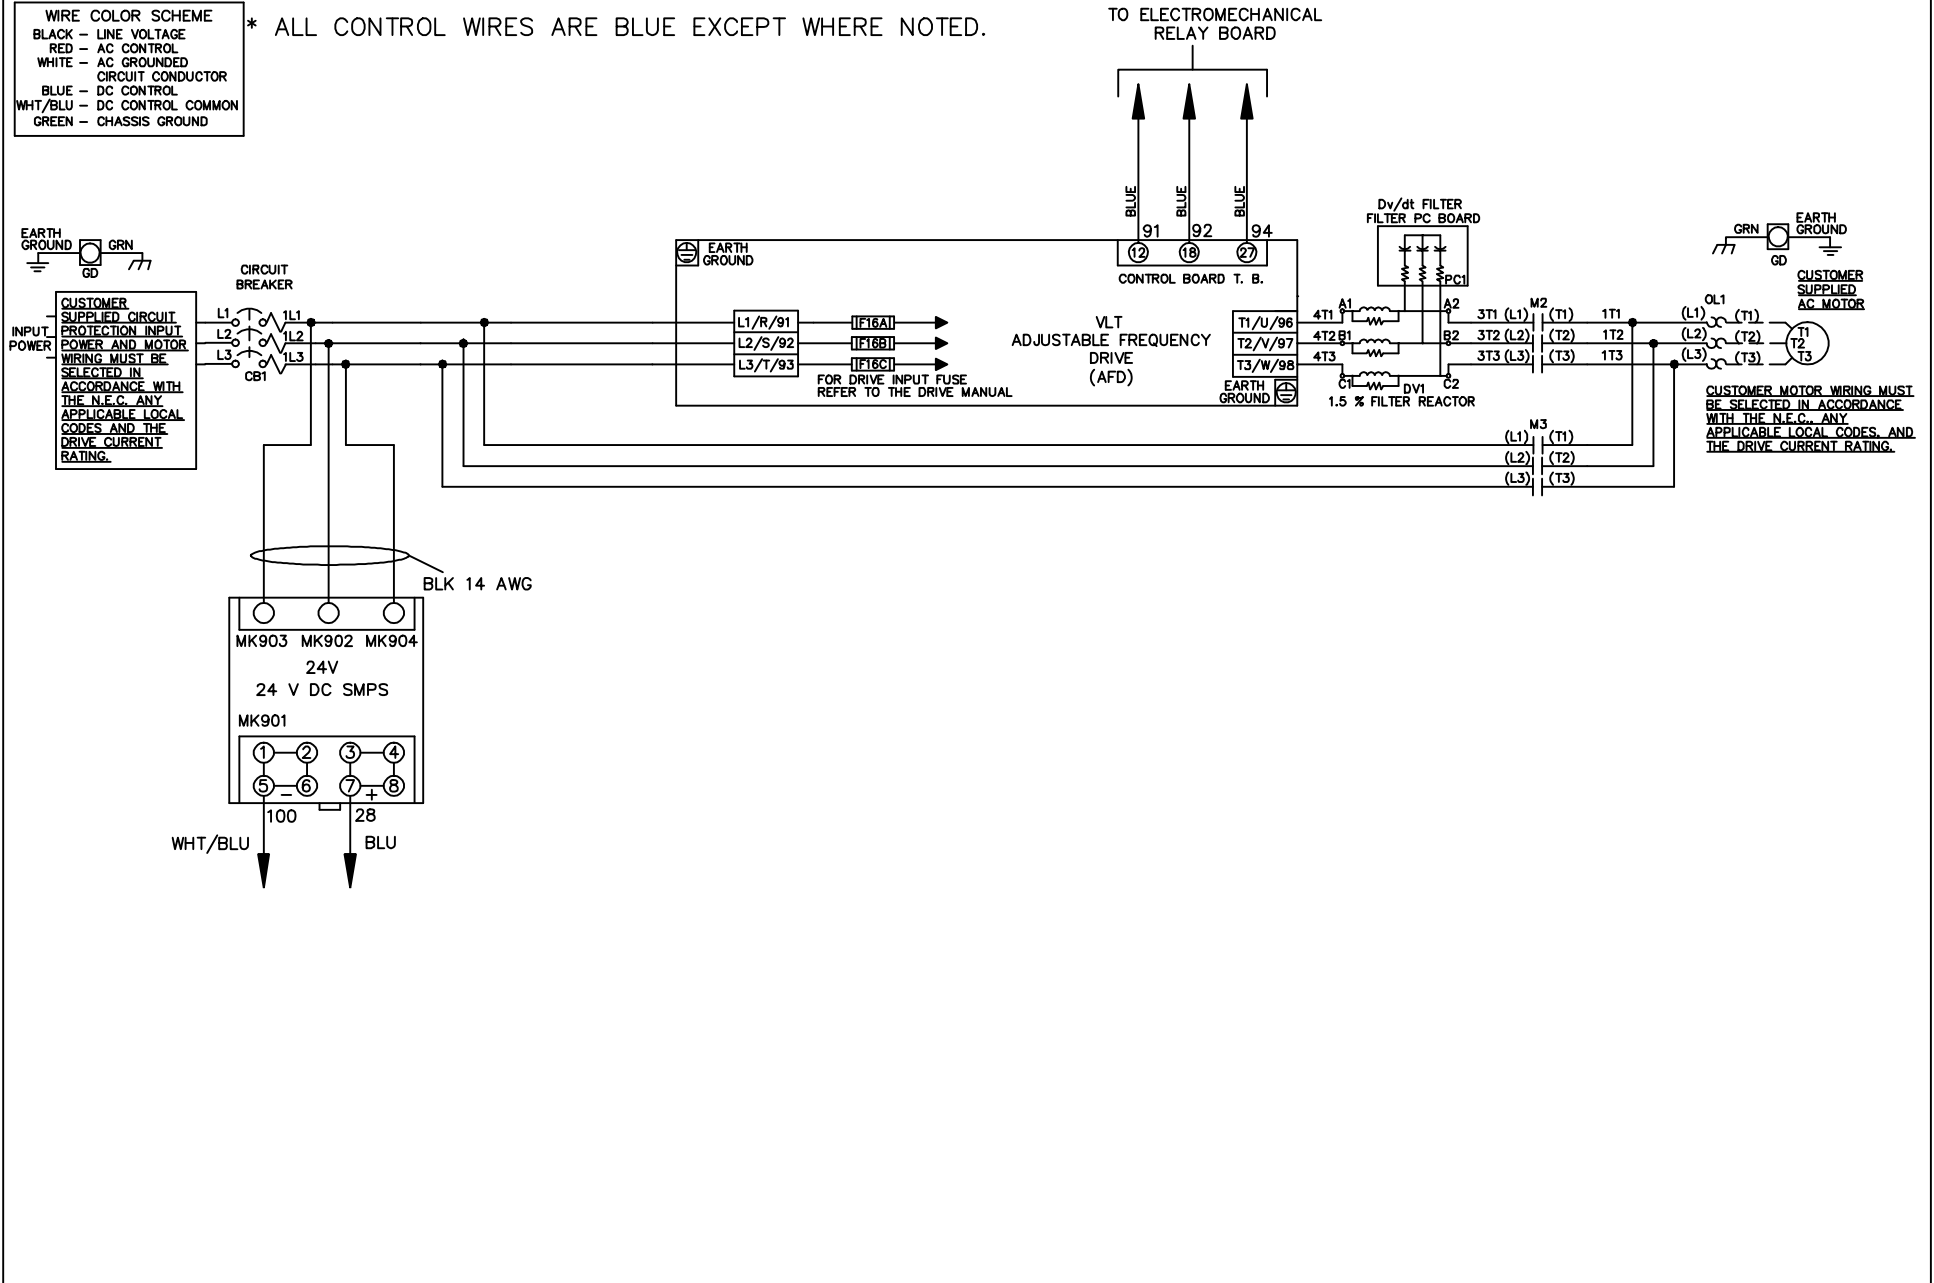 WIRE COLOR SCHEME
BLACK – LINE VOLTAGE
RED – AC CONTROL
WHITE – AC GROUNDED
CIRCUIT CONDUCTOR
BLUE – DC CONTROL
WHT/BLU – DC CONTROL COMMON
GREEN – CHASSIS GROUND
* ALL CONTROL WIRES ARE BLUE EXCEPT WHERE NOTED.
TO ELECTROMECHANICAL
RELAY BOARD
BLUE
BLUE
BLUE
91
92
94
12
18
27
CONTROL BOARD T. B.
EARTH
GROUND
GRN
GD
CIRCUIT
BREAKER
INPUT
POWER
CUSTOMER
SUPPLIED CIRCUIT
PROTECTION INPUT
POWER AND MOTOR
WIRING MUST BE
SELECTED IN
ACCORDANCE WITH
THE N.E.C. ANY
APPLICABLE LOCAL
CODES AND THE
DRIVE CURRENT
RATING.
L1
L2
L3
1L1
1L2
1L3
CB1
EARTH
GROUND
L1/R/91
L2/S/92
L3/T/93
F16A
F16B
F16C
FOR DRIVE INPUT FUSE
REFER TO THE DRIVE MANUAL
VLT
ADJUSTABLE FREQUENCY
DRIVE
(AFD)
T1/U/96
T2/V/97
T3/W/98
EARTH
GROUND
Dv/dt FILTER
FILTER PC BOARD
PC1
4T1
4T2
4T3
A1
B1
C1
A2
B2
C2
DV1
1.5 % FILTER REACTOR
M2
3T1 (L1) (T1) 1T1
3T2 (L2) (T2) 1T2
3T3 (L3) (T3) 1T3
M3
(L1) (T1)
(L2) (T2)
(L3) (T3)
OL1
(L1) (T1)
(L2) (T2)
(L3) (T3)
T1
T2
T3
GRN
EARTH
GROUND
GD
CUSTOMER
SUPPLIED
AC MOTOR
CUSTOMER MOTOR WIRING MUST
BE SELECTED IN ACCORDANCE
WITH THE N.E.C., ANY
APPLICABLE LOCAL CODES, AND
THE DRIVE CURRENT RATING.
BLK 14 AWG
MK903 MK902 MK904
24V
24 V DC SMPS
MK901
1 2 3 4
5 6 7 8
– +
100
28
WHT/BLU
BLU